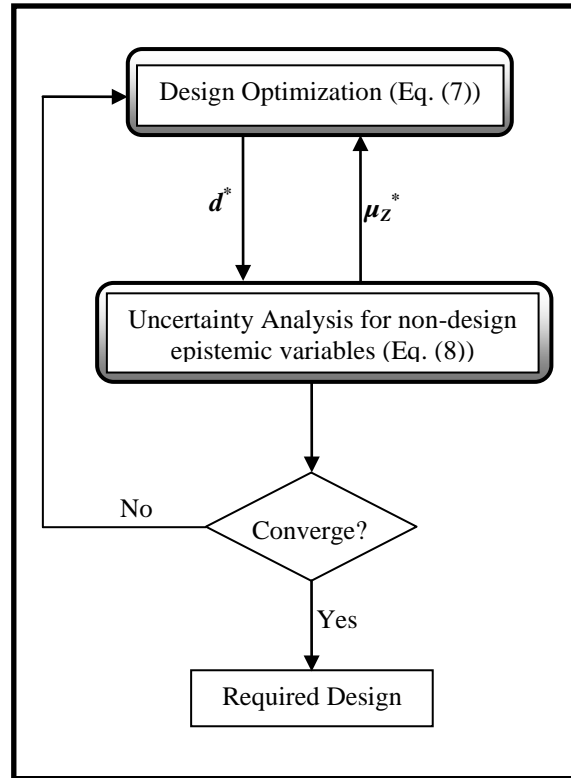 Design Optimization (Eq. (7))
d*
μZ*
Uncertainty Analysis for non-design
epistemic variables (Eq. (8))
No
Converge?
Yes
Required Design